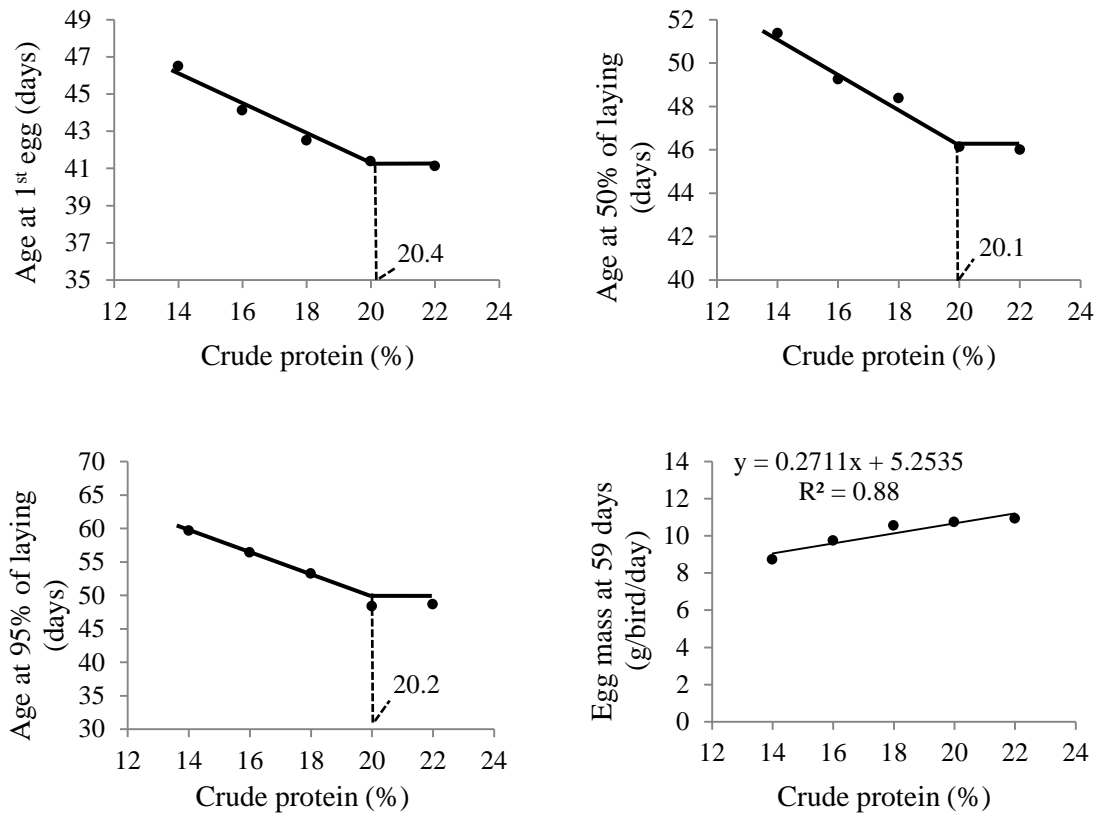 49
47
45
43
41
39
37
35
12 14 16 18 20 22 24
Age at 1st egg (days)
Crude protein (%)
20.4
52
50
48
46
44
42
40
12 14 16 18 20 22 24
Age at 50% of laying
(days)
Crude protein (%)
20.1
70
65
60
55
50
45
40
35
30
12 14 16 18 20 22 24
Age at 95% of laying
(days)
Crude protein (%)
20.2
y = 0.2711x + 5.2535
R² = 0.88
14
12
10
8
6
4
2
0
12 14 16 18 20 22 24
Egg mass at 59 days
(g/bird/day)
Crude protein (%)